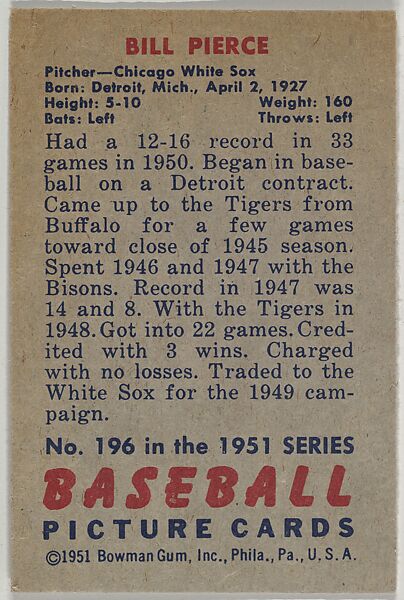 BILL PIERCE
Pitcher—Chicago White Sox
Born: Detroit, Mich., April 2, 1927
Height: 5-10 Weight: 160
Bats: Left Throws: Left
Had a 12-16 record in 33
games in 1950. Began in base-
ball on a Detroit contract.
Came up to the Tigers from
Buffalo for a few games
toward close of 1945 season.
Spent 1946 and 1947 with the
Bisons. Record in 1947 was
14 and 8. With the Tigers in
1948. Got into 22 games. Cred-
ited with 3 wins. Charged
with no losses. Traded to the
White Sox for the 1949 cam-
paign.
No. 196 in the 1951 SERIES
BASEBALL
PICTURE CARDS
©1951 Bowman Gum, Inc., Phila., Pa., U. S. A.